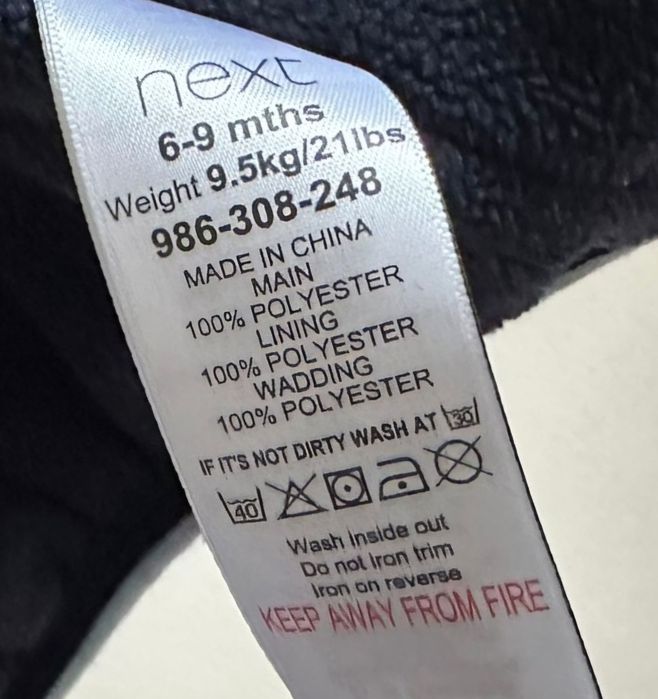 next
6-9 mths
Weight 9.5kg/21lbs
986-308-248
MADE IN CHINA
MAIN
100% POLYESTER
LINING
100% POLYESTER
WADDING
100% POLYESTER
IF IT'S NOT DIRTY WASH AT 30
40
Wash inside out
Do not iron trim
Iron on reverse
KEEP AWAY FROM FIRE